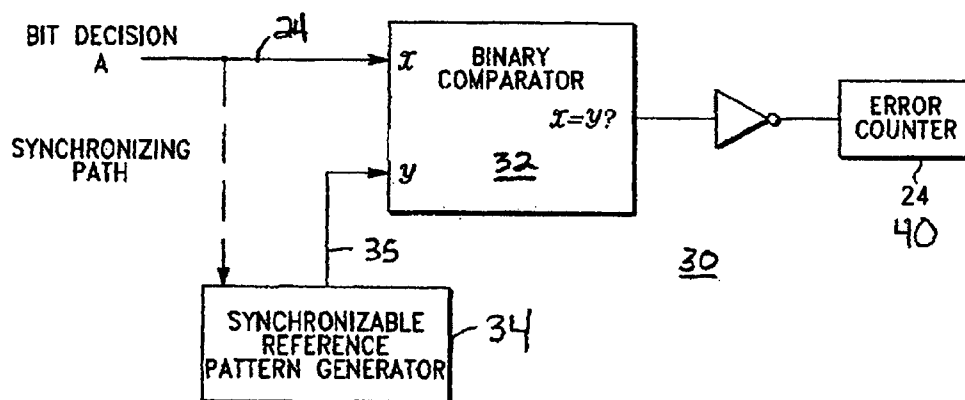 BIT DECISION
A
24
x
BINARY
COMPARATOR
x=y?
32
y
ERROR
COUNTER
24
40
SYNCHRONIZING
PATH
35
30
SYNCHRONIZABLE
REFERENCE
PATTERN GENERATOR
34